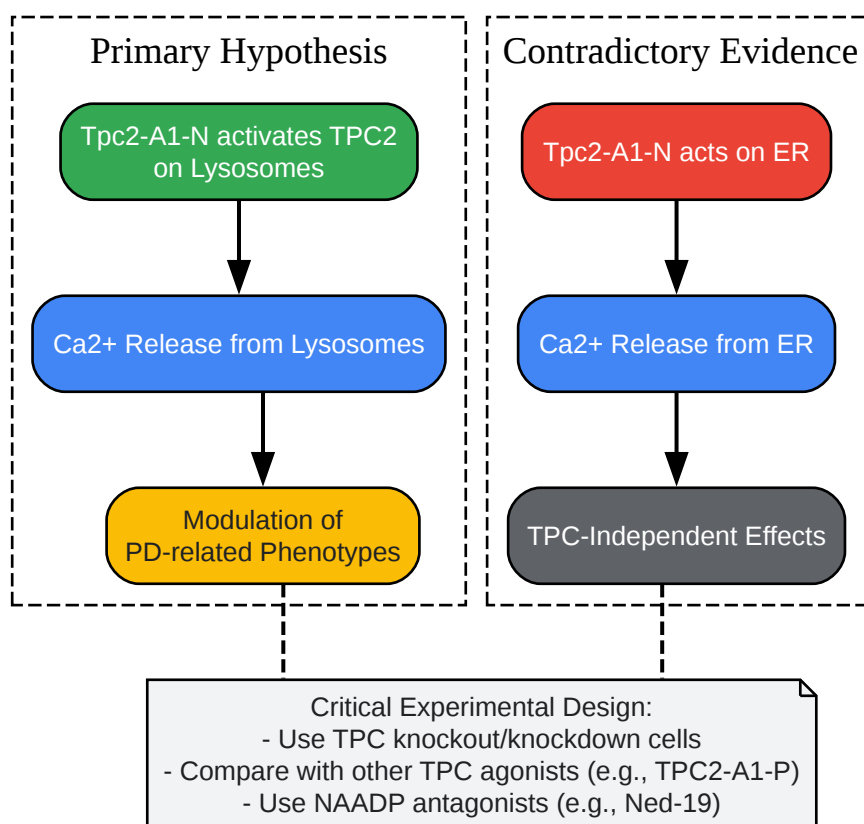 Primary Hypothesis
Tpc2-A1-N activates TPC2
on Lysosomes
Ca2+ Release from Lysosomes
Modulation of
PD-related Phenotypes
Contradictory Evidence
Tpc2-A1-N acts on ER
Ca2+ Release from ER
TPC-Independent Effects
Critical Experimental Design:
- Use TPC knockout/knockdown cells
- Compare with other TPC agonists (e.g., TPC2-A1-P)
- Use NAADP antagonists (e.g., Ned-19)